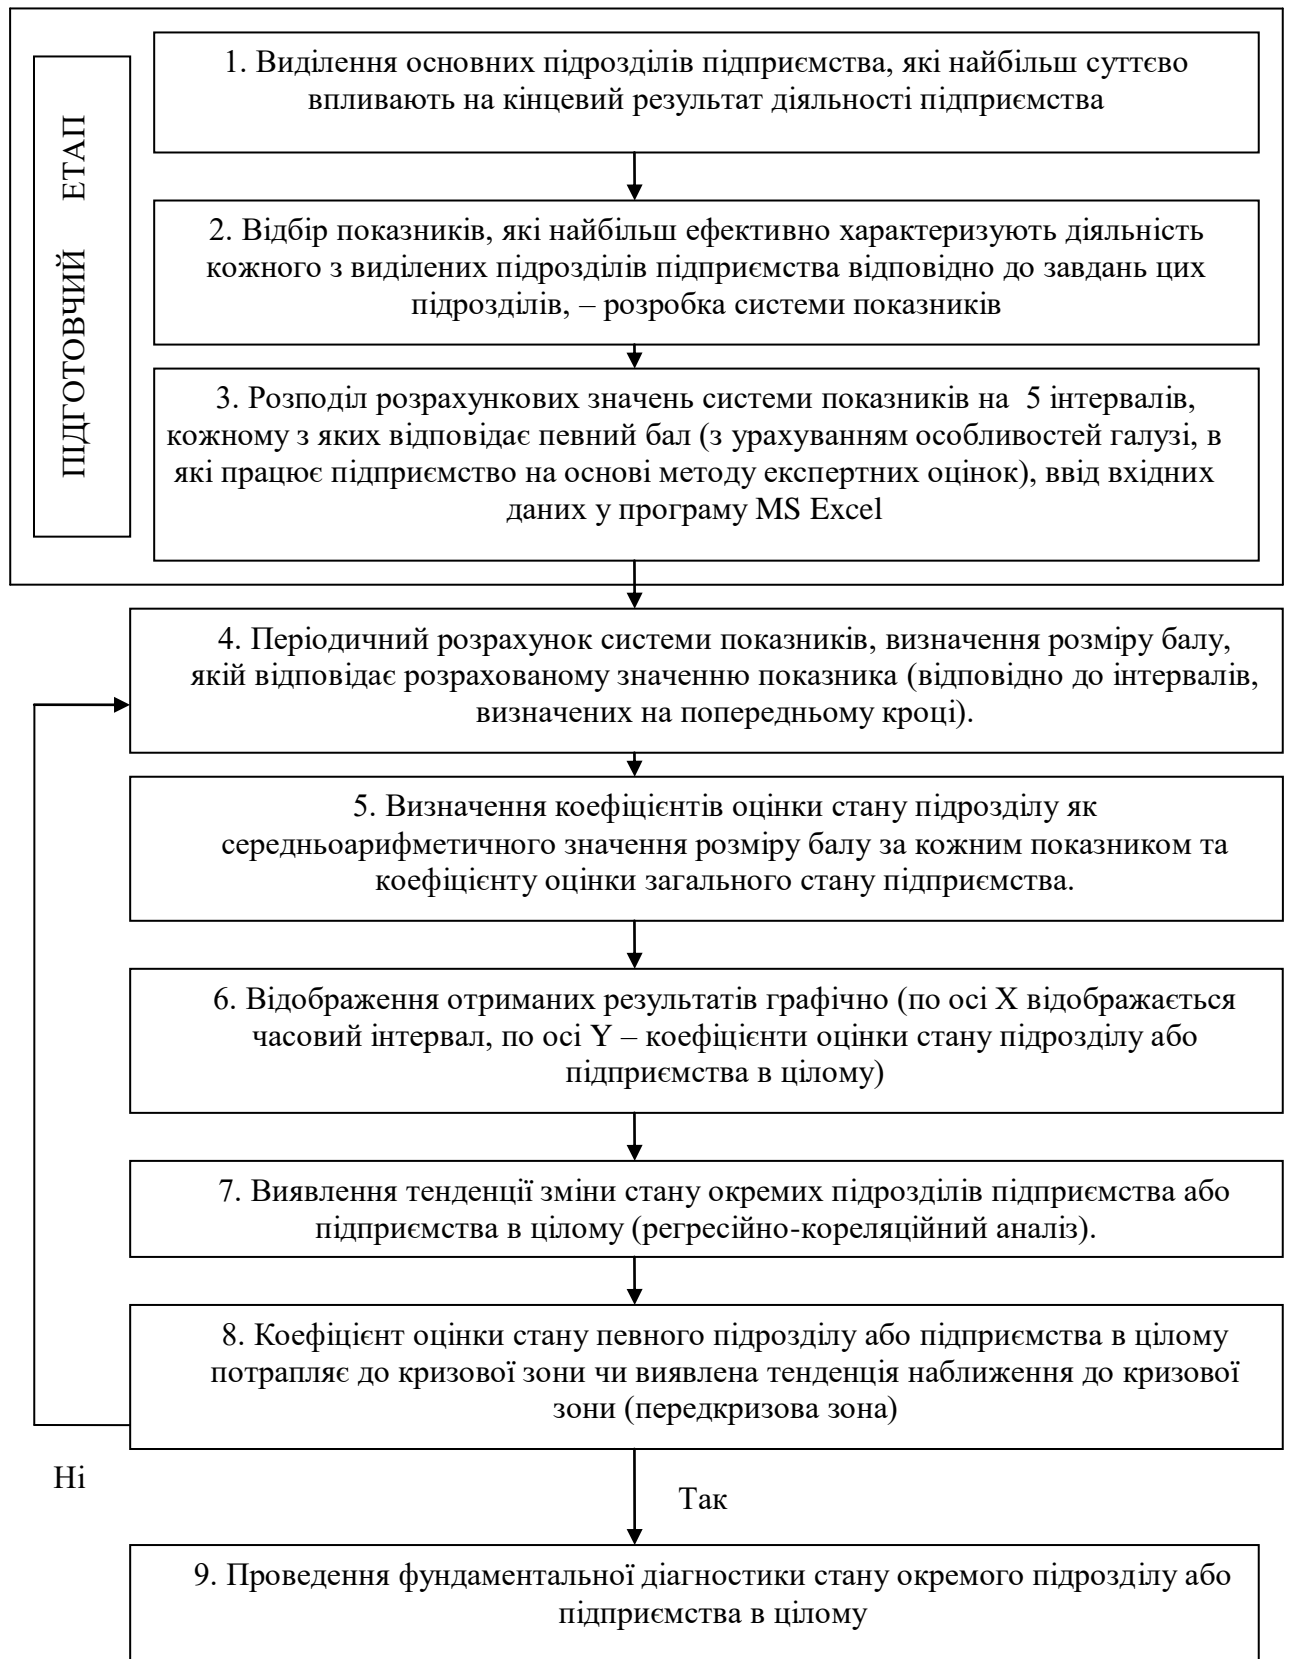 ПІДГОТОВЧИЙ ЕТАП
1. Виділення основних підрозділів підприємства, які найбільш суттєво
впливають на кінцевий результат діяльності підприємства
2. Відбір показників, які найбільш ефективно характеризують діяльність
кожного з виділених підрозділів підприємства відповідно до завдань цих
підрозділів, – розробка системи показників
3. Розподіл розрахункових значень системи показників на 5 інтервалів,
кожному з яких відповідає певний бал (з урахуванням особливостей галузі, в
які працює підприємство на основі методу експертних оцінок), ввід вхідних
даних у програму MS Excel
4. Періодичний розрахунок системи показників, визначення розміру балу,
якій відповідає розрахованому значенню показника (відповідно до інтервалів,
визначених на попередньому кроці).
5. Визначення коефіцієнтів оцінки стану підрозділу як
середньоарифметичного значення розміру балу за кожним показником та
коефіцієнту оцінки загального стану підприємства.
6. Відображення отриманих результатів графічно (по осі X відображається
часовий інтервал, по осі Y – коефіцієнти оцінки стану підрозділу або
підприємства в цілому)
7. Виявлення тенденції зміни стану окремих підрозділів підприємства або
підприємства в цілому (регресійно-кореляційний аналіз).
8. Коефіцієнт оцінки стану певного підрозділу або підприємства в цілому
потрапляє до кризової зони чи виявлена тенденція наближення до кризової
зони (передкризова зона)
Ні
Так
9. Проведення фундаментальної діагностики стану окремого підрозділу або
підприємства в цілому